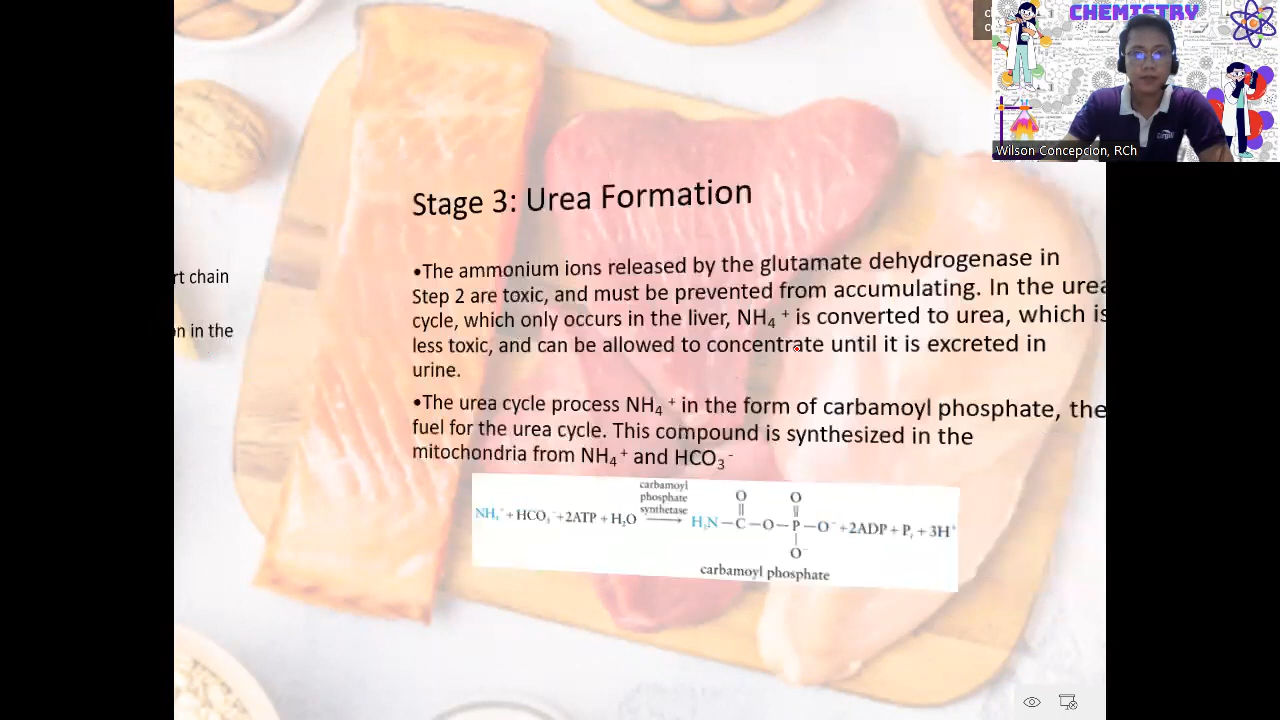 CHEMISTRY
Wilson Concepcion, RCh
Stage 3: Urea Formation
rt chain
n in the
•The ammonium ions released by the glutamate dehydrogenase in
Step 2 are toxic, and must be prevented from accumulating. In the urea
cycle, which only occurs in the liver, NH₄ ⁺ is converted to urea, which is
less toxic, and can be allowed to concentrate until it is excreted in
urine.
•The urea cycle process NH₄ ⁺ in the form of carbamoyl phosphate, the
fuel for the urea cycle. This compound is synthesized in the
mitochondria from NH₄ ⁺ and HCO₃ ⁻
carbamoyl
phosphate
synthetase
O O
|| ||
NH₄⁺ + HCO₃⁻ + 2ATP + H₂O ⟶ H₂N — C — O — P — O⁻ + 2ADP + Pᵢ + 3H⁺
|
O⁻
carbamoyl phosphate